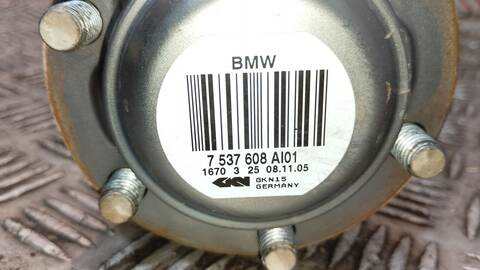 BMW
7 537 608 AI01
1670 3 25 08.11.05
GKN GKN15
GERMANY